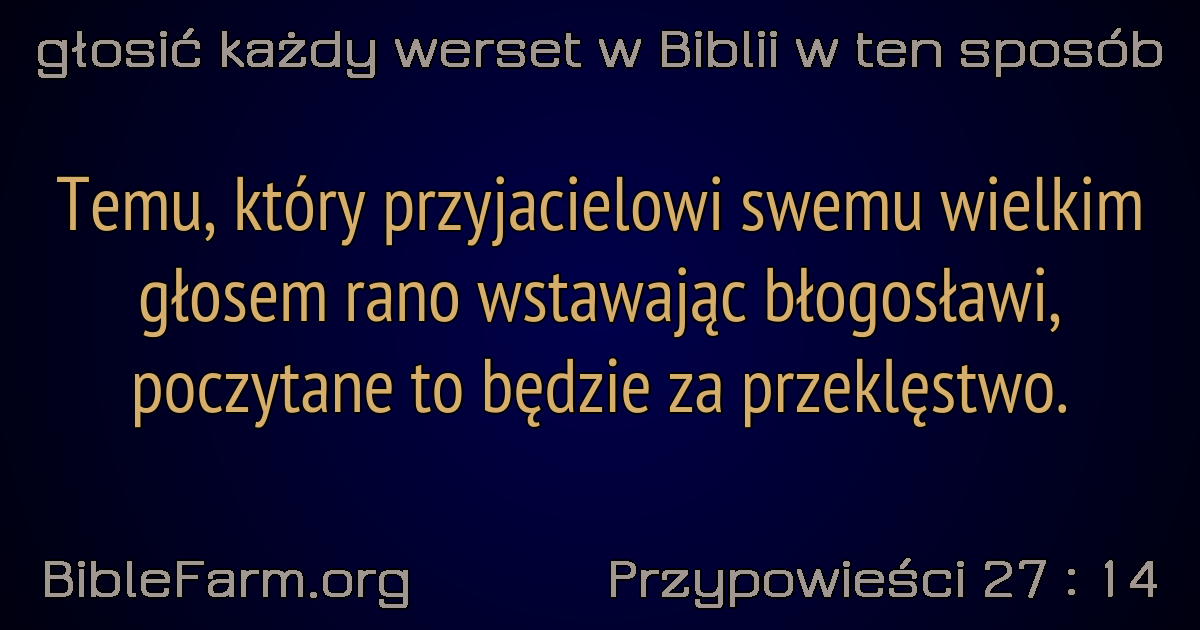 głosić każdy werset w Biblii w ten sposób
Temu, który przyjacielowi swemu wielkim
głosem rano wstawając błogosławi,
poczytane to będzie za przeklęstwo.
BibleFarm.org
Przypowieści 27 : 14